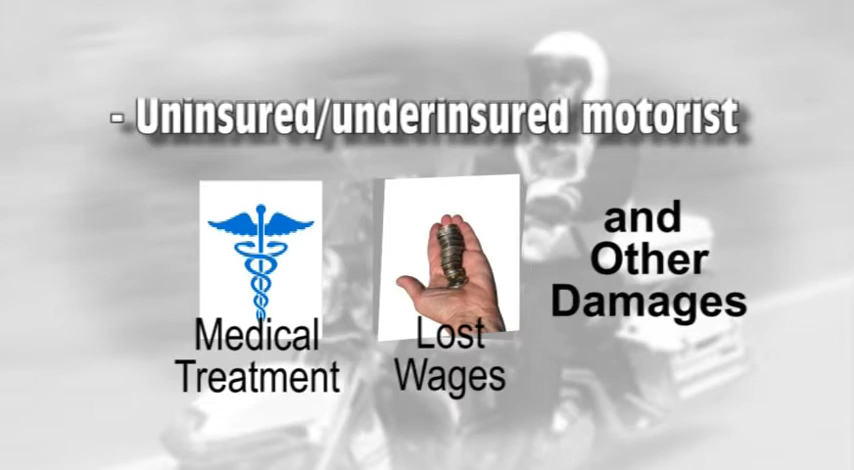 - Uninsured/underinsured motorist
and
Other
Damages
Medical
Treatment
Lost
Wages